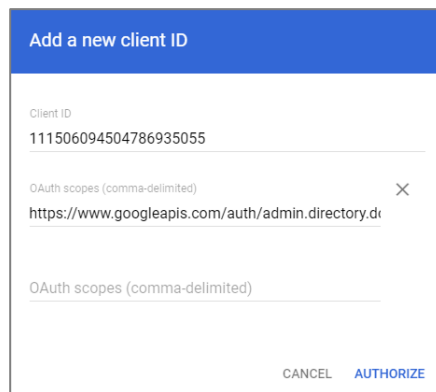 Add a new client ID
Client ID
111506094504786935055
OAuth scopes (comma-delimited)
https://www.googleapis.com/auth/admin.directory.do
OAuth scopes (comma-delimited)
CANCEL AUTHORIZE